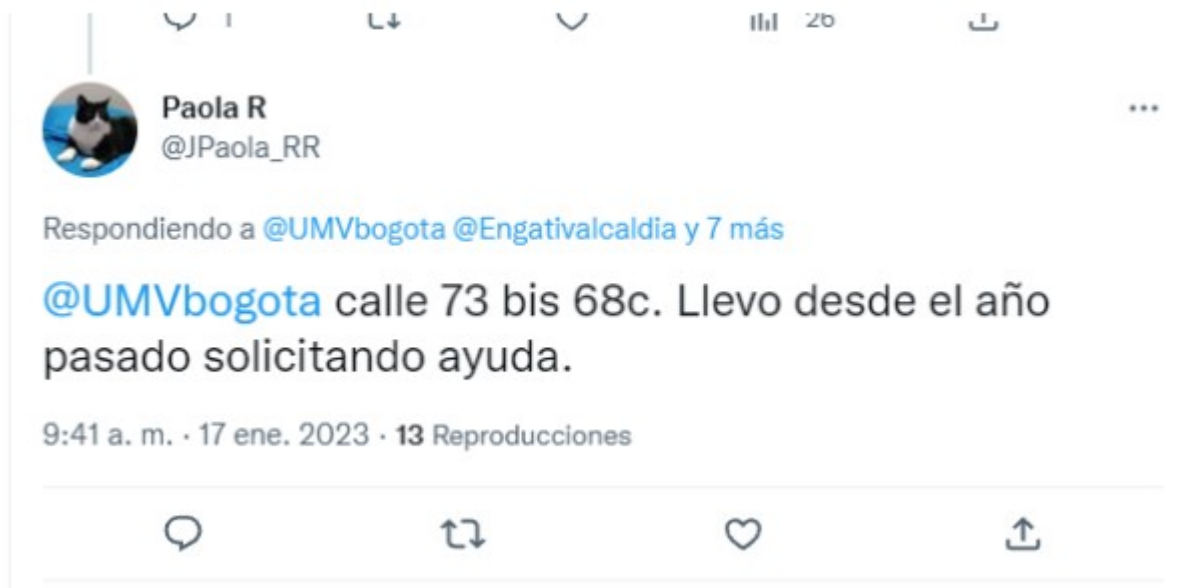 1 26
Paola R
@JPaola_RR
Respondiendo a @UMVbogota @Engativalcaldia y 7 más
@UMVbogota calle 73 bis 68c. Llevo desde el año
pasado solicitando ayuda.
9:41 a. m. · 17 ene. 2023 · 13 Reproducciones